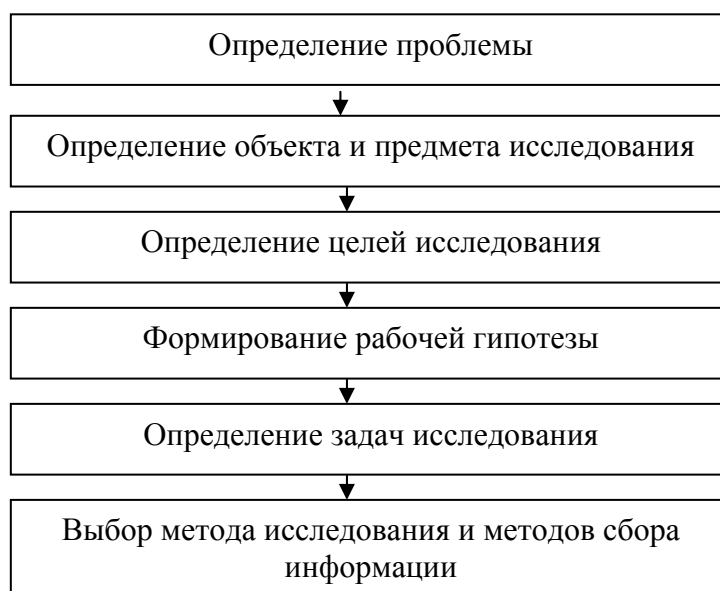 Определение проблемы
Определение объекта и предмета исследования
Определение целей исследования
Формирование рабочей гипотезы
Определение задач исследования
Выбор метода исследования и методов сбора
информации